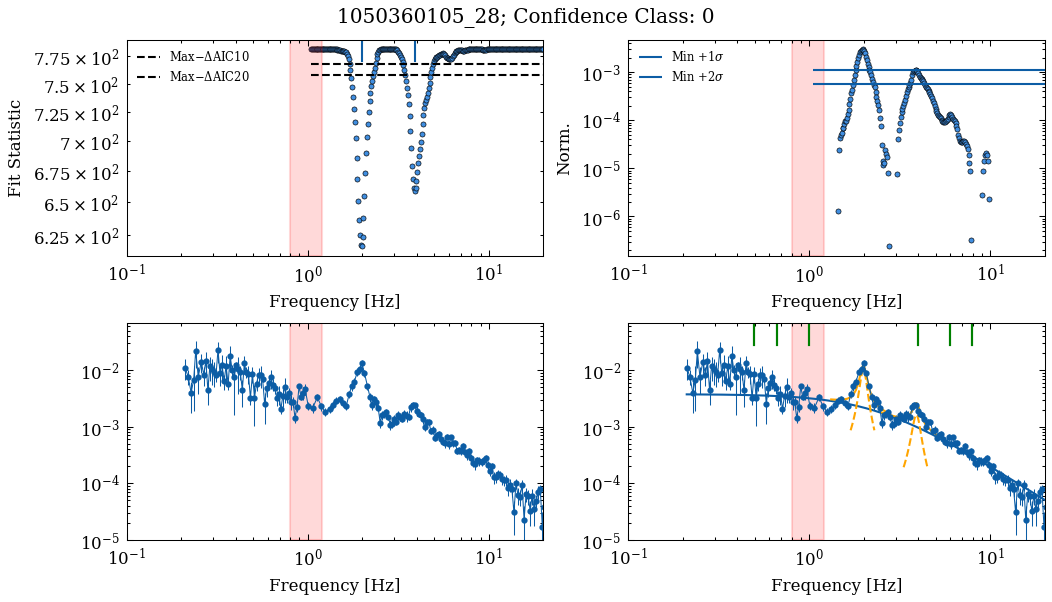 1050360105_28; Confidence Class: 0
Fit Statistic
7.75 × 10²
7.5 × 10²
7.25 × 10²
7 × 10²
6.75 × 10²
6.5 × 10²
6.25 × 10²
Max−ΔAIC10
Max−ΔAIC20
10⁻¹ 10⁰ 10¹
Frequency [Hz]
Norm.
10⁻³
10⁻⁴
10⁻⁵
10⁻⁶
Min +1σ
Min +2σ
10⁻¹ 10⁰ 10¹
Frequency [Hz]
10⁻²
10⁻³
10⁻⁴
10⁻⁵
10⁻¹ 10⁰ 10¹
Frequency [Hz]
10⁻²
10⁻³
10⁻⁴
10⁻⁵
10⁻¹ 10⁰ 10¹
Frequency [Hz]